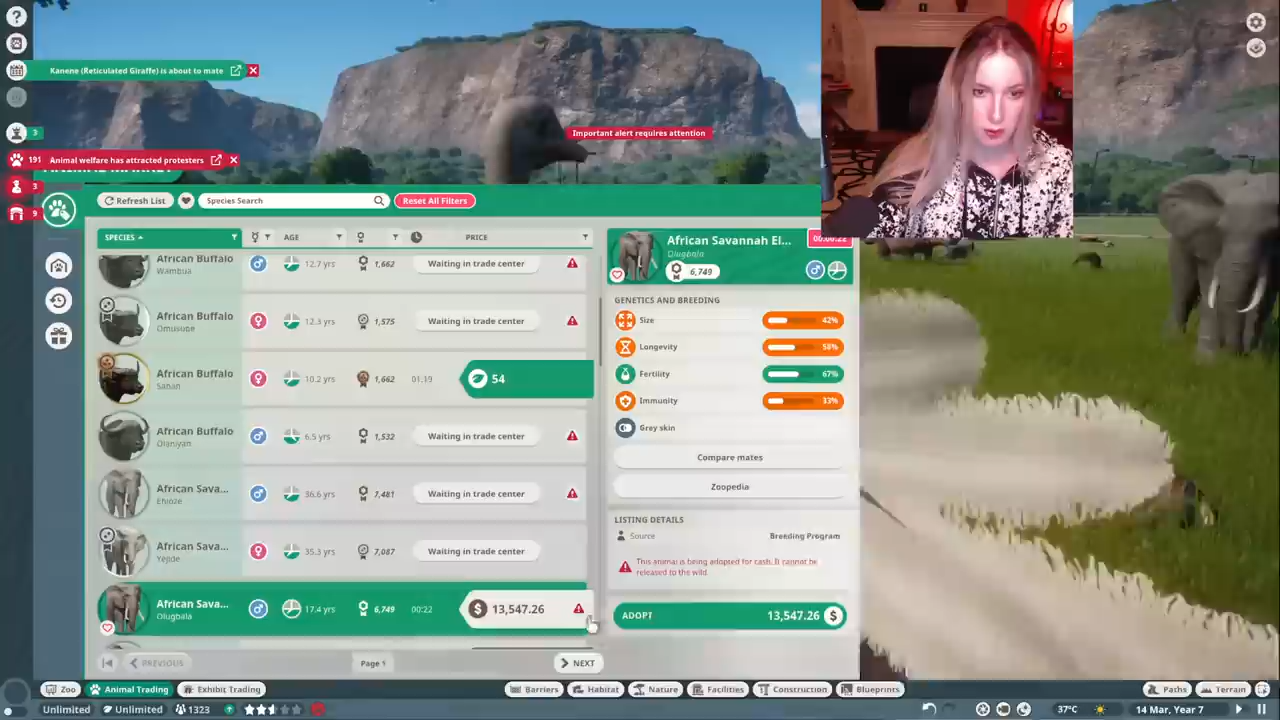 Kanene (Reticulated Giraffe) is about to mate
Important alert requires attention
3
191 Animal welfare has attracted protesters
3
9
Refresh List
Species Search
Reset All Filters
SPECIES AGE PRICE
African Buffalo
Wambua
12.7 yrs 1,662 Waiting in trade center
African Buffalo
Omusupe
12.3 yrs 1,575 Waiting in trade center
African Buffalo
Sanan
10.2 yrs 1,662 01:19 54
African Buffalo
Olaniyan
6.5 yrs 1,532 Waiting in trade center
African Sava...
Ehioze
36.6 yrs 7,481 Waiting in trade center
African Sava...
Yejide
35.3 yrs 7,087 Waiting in trade center
African Sava...
Olugbala
17.4 yrs 6,749 00:22 $ 13,547.26
PREVIOUS Page 1 NEXT
African Savannah El...
Olugbala
00:00:22
6,749
GENETICS AND BREEDING
Size 42%
Longevity 58%
Fertility 67%
Immunity 33%
Grey skin
Compare mates
Zoopedia
LISTING DETAILS
Source Breeding Program
This animal is being adopted for cash. It cannot be
released to the wild.
ADOPT 13,547.26 $
Zoo Animal Trading Exhibit Trading Barriers Habitat Nature Facilities Construction Blueprints Paths Terrain
Unlimited Unlimited 1323 37°C 14 Mar, Year 7